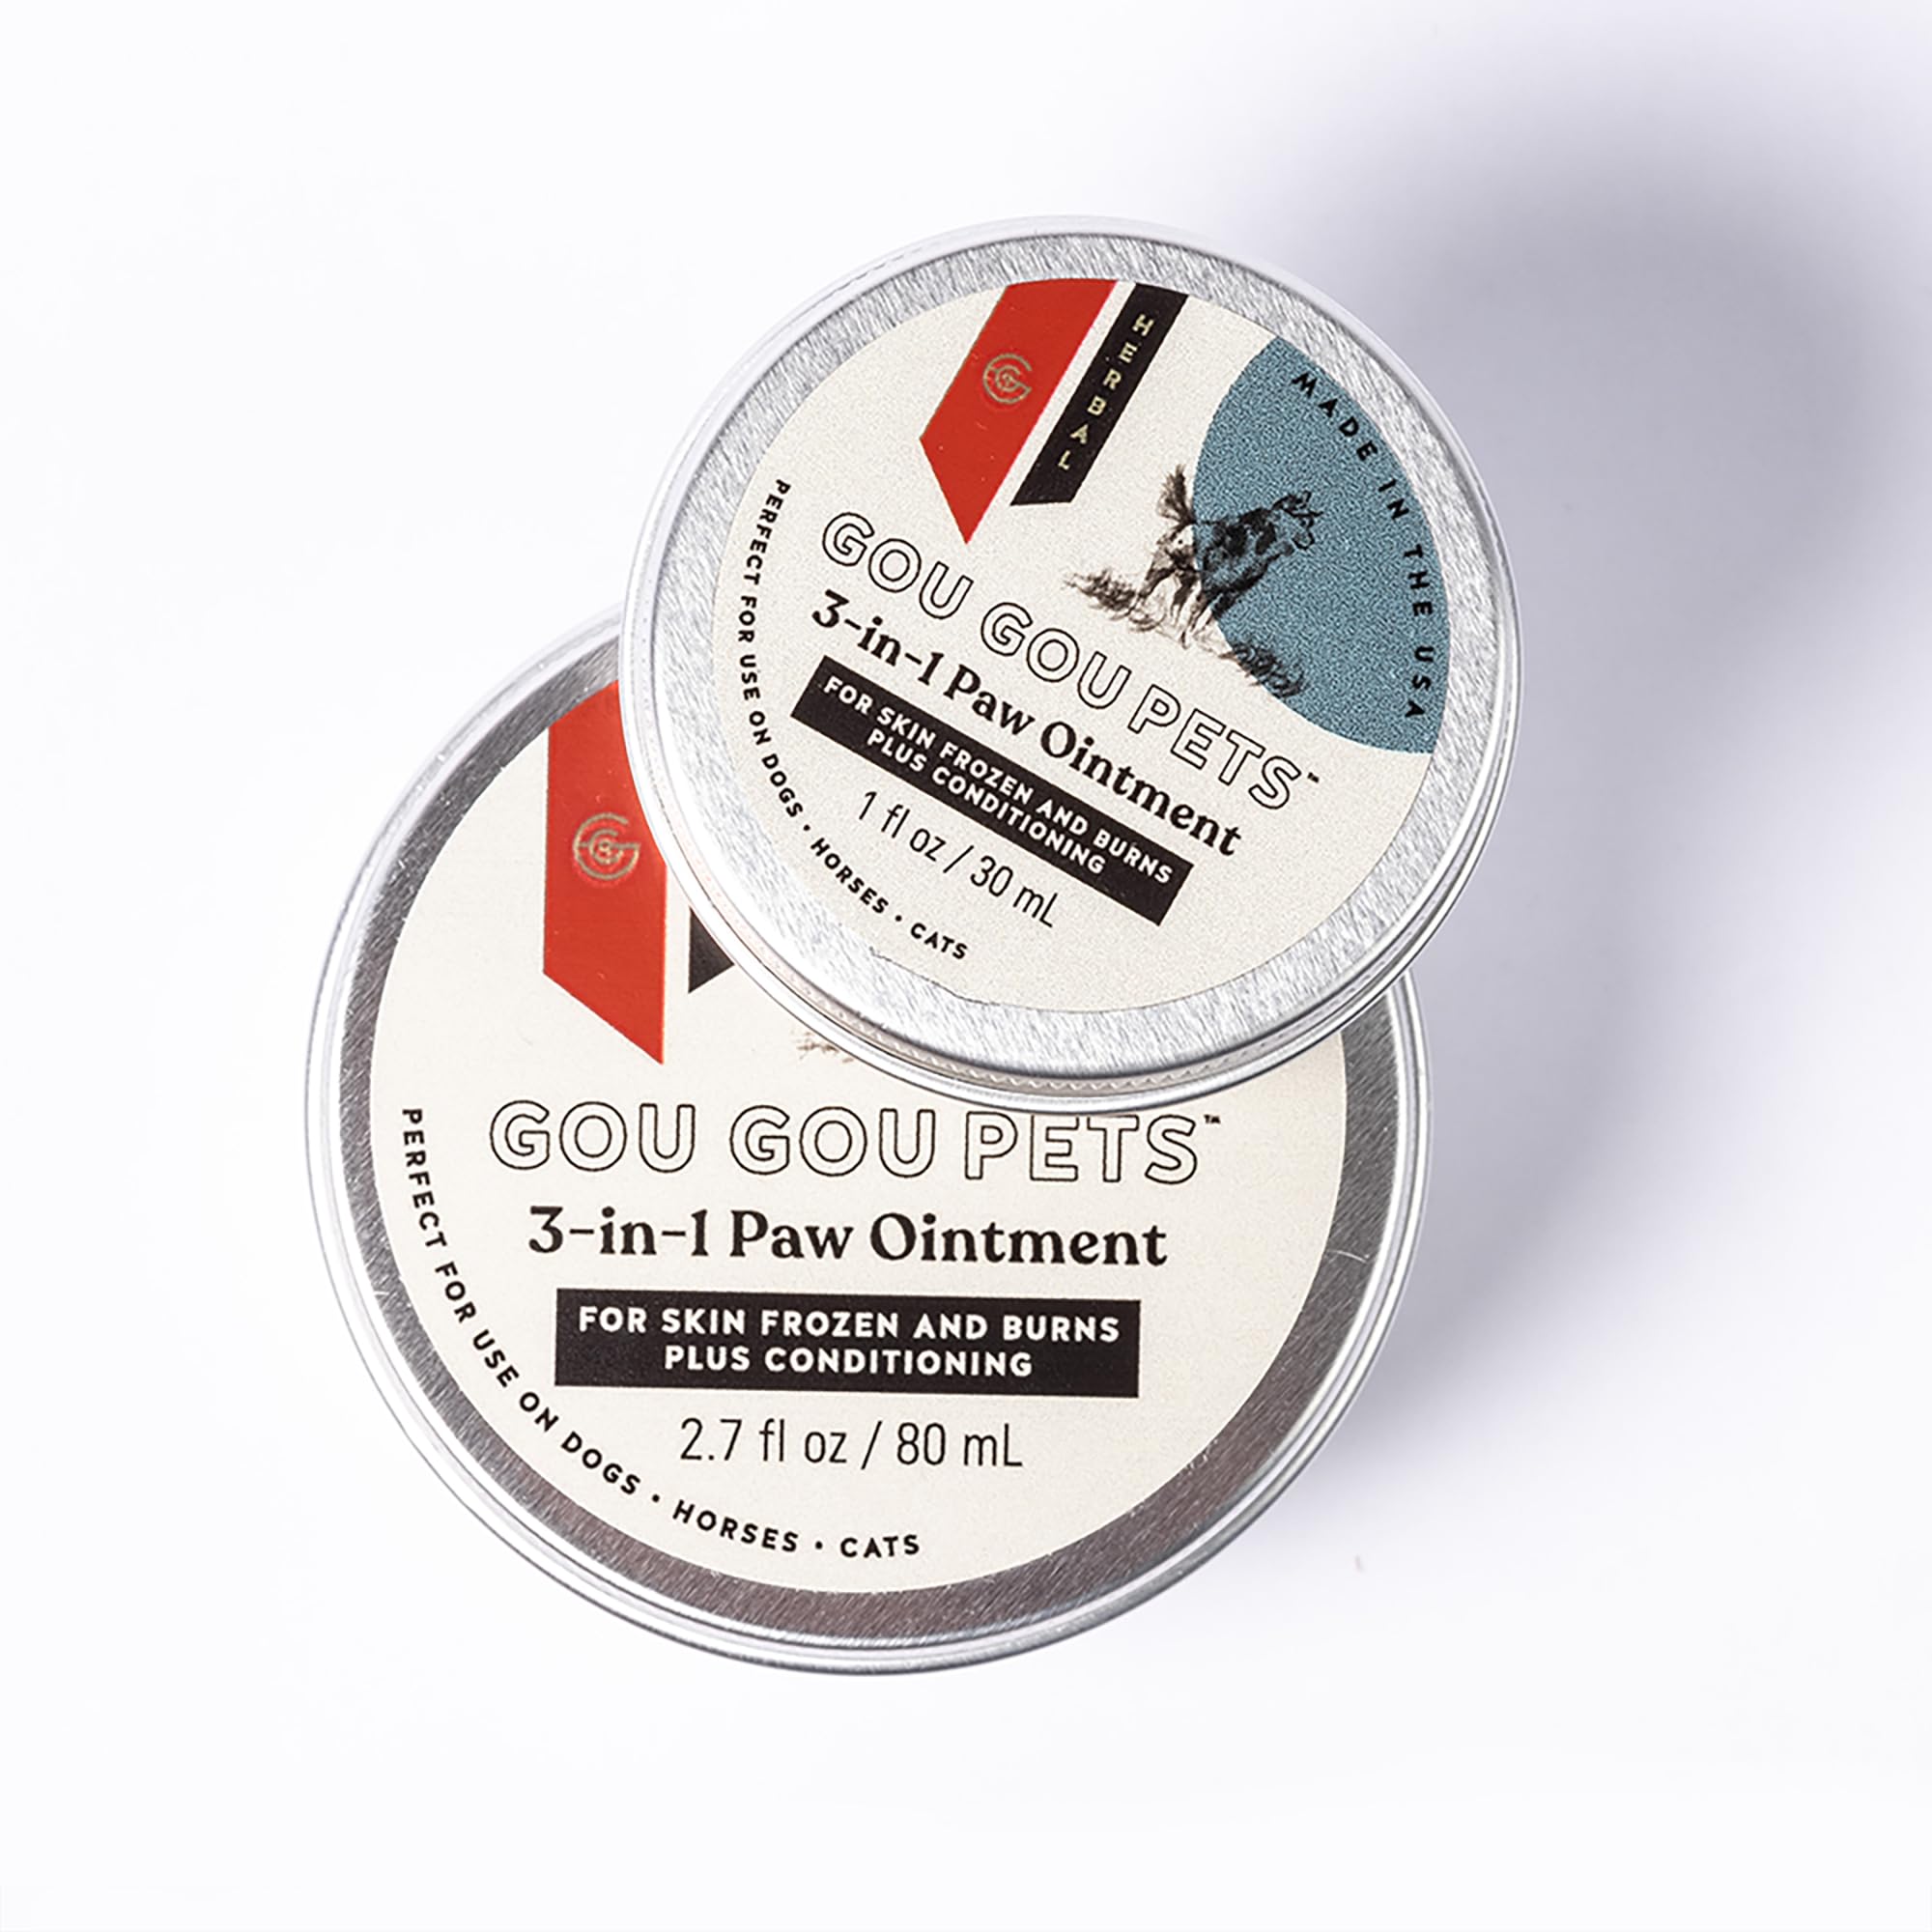 HERBAL
MADE IN THE USA
GOU GOU PETS™
3-in-1 Paw Ointment
FOR SKIN FROZEN AND BURNS
PLUS CONDITIONING
1 fl oz / 30 mL
PERFECT FOR USE ON DOGS • HORSES • CATS
GOU GOU PETS™
3-in-1 Paw Ointment
FOR SKIN FROZEN AND BURNS
PLUS CONDITIONING
2.7 fl oz / 80 mL
PERFECT FOR USE ON DOGS • HORSES • CATS